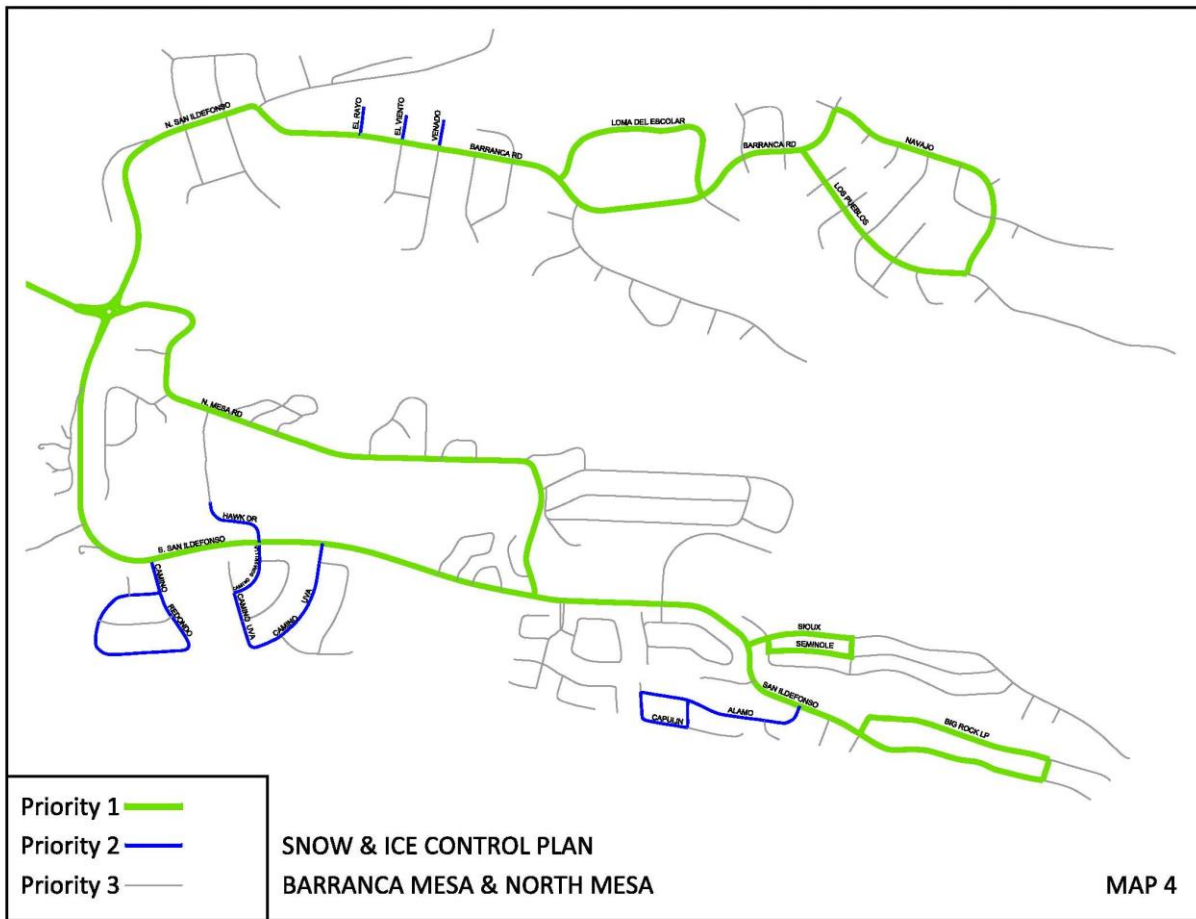 N. SAN ILDEFONSO
EL RAYO
EL VIENTO
VENADO
BARRANCA RD
LOMA DEL ESCOLAR
BARRANCA RD
NAVAJO
LOS PUEBLOS
N. MESA RD
HAWK DR
S. SAN ILDEFONSO
CAMINO
REDONDO
CAMINO UVA
CAMINO
UVA
SIOUX
SEMINOLE
SAN ILDEFONSO
CAPULIN
ALAMO
BIG ROCK LP
Priority 1
Priority 2
Priority 3
SNOW & ICE CONTROL PLAN
BARRANCA MESA & NORTH MESA
MAP 4